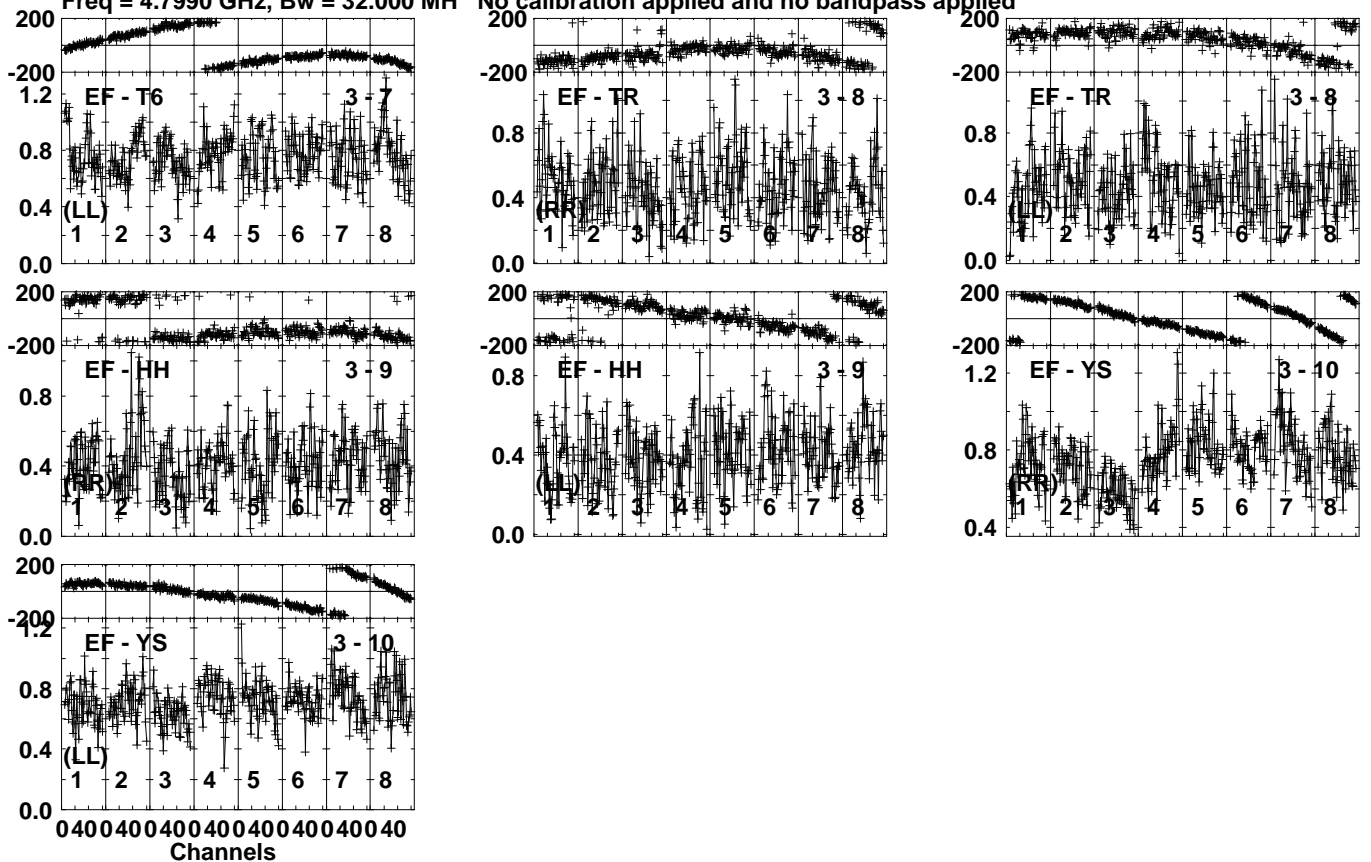 Freq = 4.7990 GHz, Bw = 32.000 MH No calibration applied and no bandpass applied
200
-200
1.2
0.8
0.4
0.0
EF - T6 3 - 7
(LL)
1 2 3 4 5 6 7 8
200
-200
0.8
0.4
0.0
EF - TR 3 - 8
(RR)
1 2 3 4 5 6 7 8
200
-200
0.8
0.4
0.0
EF - TR 3 - 8
(LL)
1 2 3 4 5 6 7 8
200
-200
0.8
0.4
0.0
EF - HH 3 - 9
(RR)
1 2 3 4 5 6 7 8
200
-200
0.8
0.4
0.0
EF - HH 3 - 9
(LL)
1 2 3 4 5 6 7 8
200
-200
1.2
0.8
0.4
EF - YS 3 - 10
(RR)
1 2 3 4 5 6 7 8
200
-200
1.2
0.8
0.4
0.0
EF - YS 3 - 10
(LL)
1 2 3 4 5 6 7 8
0 40 0 40 0 40 0 40 0 40 0 40 0 40 0 40
Channels